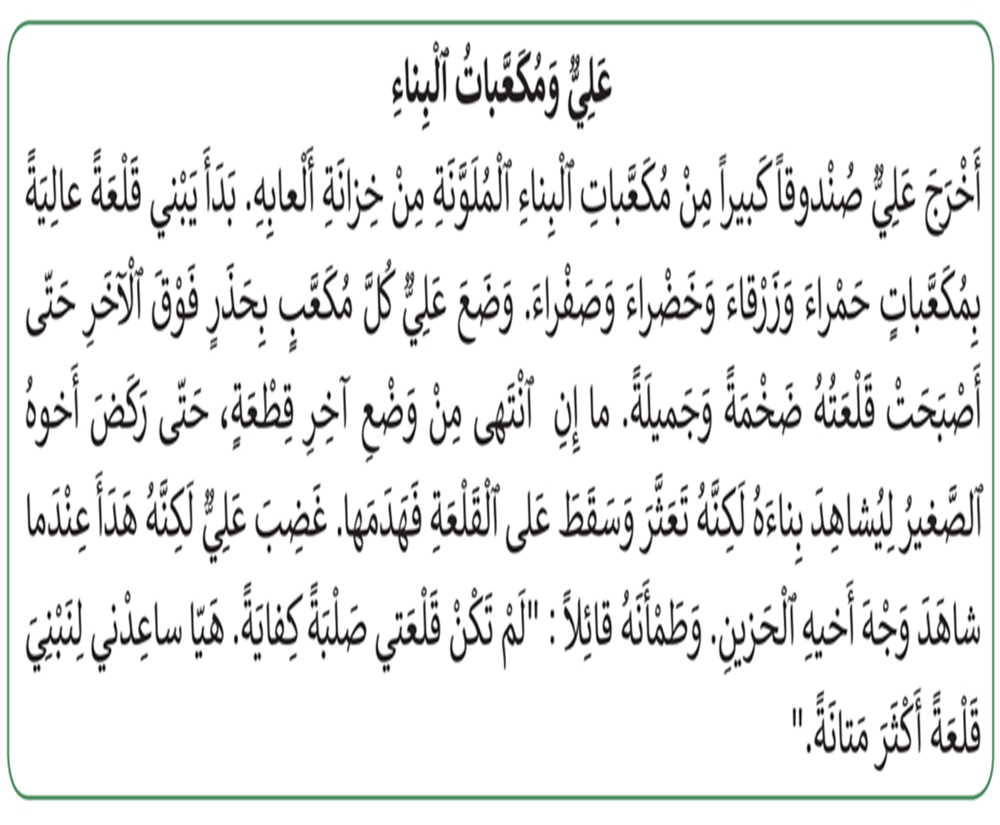 عَلِيٌّ وَمُكَعَّباتُ ٱلْبِناءِ
أَخْرَجَ عَلِيٌّ صُنْدوقاً كَبيراً مِنْ مُكَعَّباتِ ٱلْبِناءِ ٱلْمُلَوَّنَةِ مِنْ خِزانَةِ أَلْعابِهِ. بَدَأَ يَبْني قَلْعَةً عالِيَةً
بِمُكَعَّباتٍ حَمْراءَ وَزَرْقاءَ وَخَضْراءَ وَصَفْراءَ. وَضَعَ عَلِيٌّ كُلَّ مُكَعَّبٍ بِحَذَرٍ فَوْقَ ٱلْآخَرِ حَتّى
أَصْبَحَتْ قَلْعَتُهُ ضَخْمَةً وَجَميلَةً. ما إِنِ ٱنْتَهى مِنْ وَضْعِ آخِرِ قِطْعَةٍ، حَتّى رَكَضَ أَخوهُ
ٱلصَّغيرُ لِيُشاهِدَ بِناءَهُ لَكِنَّهُ تَعَثَّرَ وَسَقَطَ عَلى ٱلْقَلْعَةِ فَهَدَمَها. غَضِبَ عَلِيٌّ لَكِنَّهُ هَدَأَ عِنْدَما
شاهَدَ وَجْهَ أَخيهِ ٱلْحَزينِ. وَطَمْأَنَهُ قائِلاً : "لَمْ تَكُنْ قَلْعَتي صَلْبَةً كِفايَةً. هَيّا ساعِدْني لِنَبْنِيَ
قَلْعَةً أَكْثَرَ مَتانَةً."